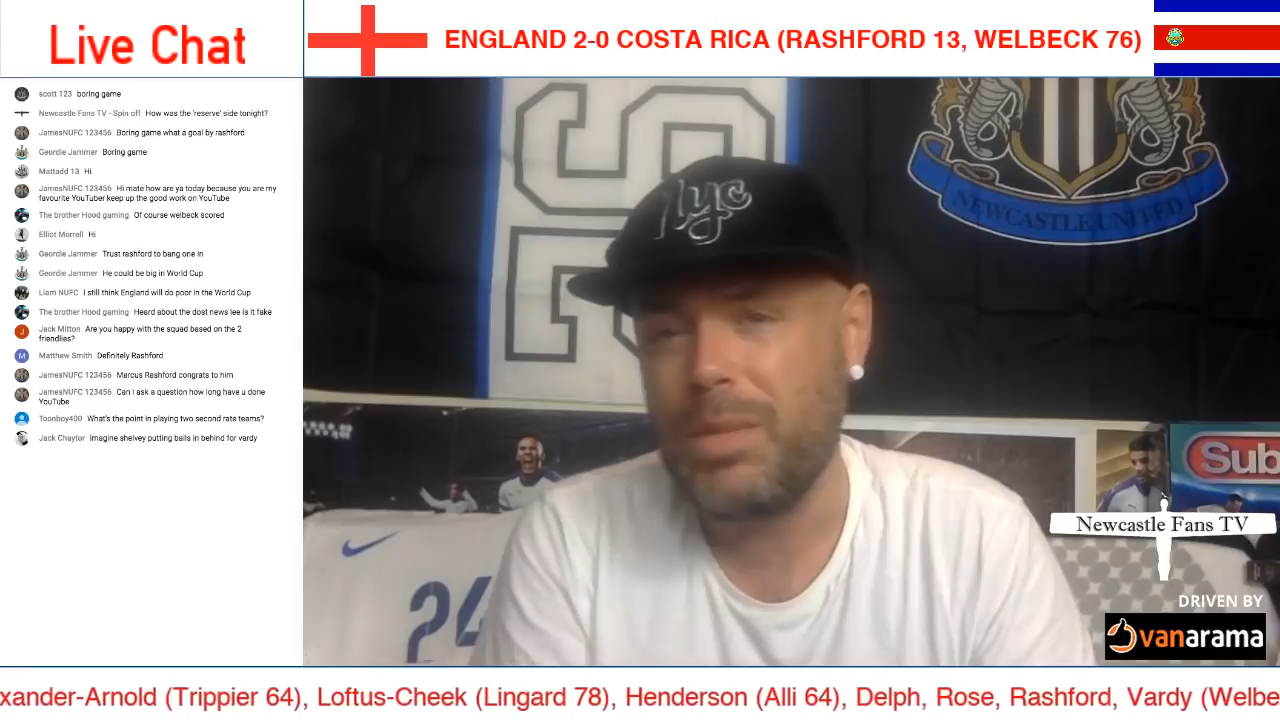 Live Chat
ENGLAND 2-0 COSTA RICA (RASHFORD 13, WELBECK 76)
scott 123 boring game
Newcastle Fans TV - Spin off How was the 'reserve' side tonight?
JamesNUFC 123456 Boring game what a goal by rashford
Geordie Jammer Boring game
Mattadd 13 Hi
JamesNUFC 123456 Hi mate how are ya today because you are my
favourite YouTuber keep up the good work on YouTube
The brother Hood gaming Of course welbeck scored
Elliot Morrell Hi
Geordie Jammer Trust rashford to bang one in
Geordie Jammer He could be big in World Cup
Liam NUFC I still think England will do poor in the World Cup
The brother Hood gaming Heard about the dost news lee is it fake
Jack Mitton Are you happy with the squad based on the 2
friendlies?
Matthew Smith Definitely Rashford
JamesNUFC 123456 Marcus Rashford congrats to him
JamesNUFC 123456 Can i ask a question how long have u done
YouTube
Toonboy400 What's the point in playing two second rate teams?
Jack Chaytor Imagine shelvey putting balls in behind for vardy
nyc
NEWCASTLE UNITED
24
Sub
Newcastle Fans TV
DRIVEN BY
vanarama
xander-Arnold (Trippier 64), Loftus-Cheek (Lingard 78), Henderson (Alli 64), Delph, Rose, Rashford, Vardy (Welbe